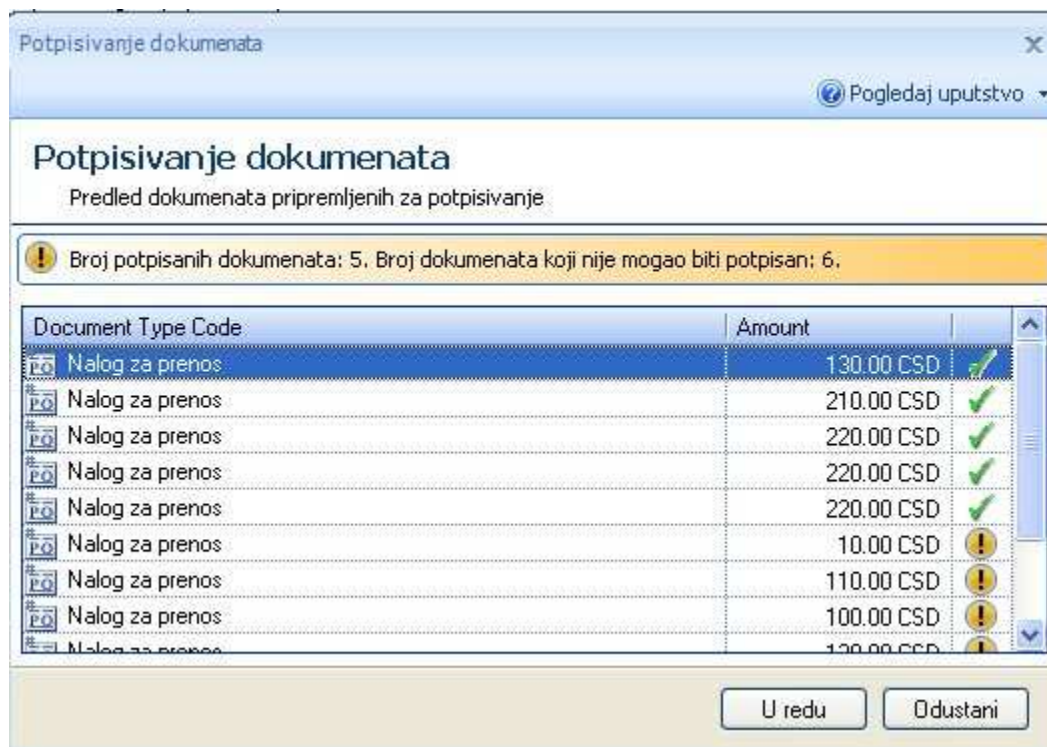 Potpisivanje dokumenata
Pogledaj uputstvo
Potpisivanje dokumenata
Predled dokumenata pripremljenih za potpisivanje
Broj potpisanih dokumenata: 5. Broj dokumenata koji nije mogao biti potpisan: 6.
Document Type Code Amount
Nalog za prenos 130.00 CSD
Nalog za prenos 210.00 CSD
Nalog za prenos 220.00 CSD
Nalog za prenos 220.00 CSD
Nalog za prenos 220.00 CSD
Nalog za prenos 10.00 CSD
Nalog za prenos 110.00 CSD
Nalog za prenos 100.00 CSD
Nalog za prenos
U redu Odustani